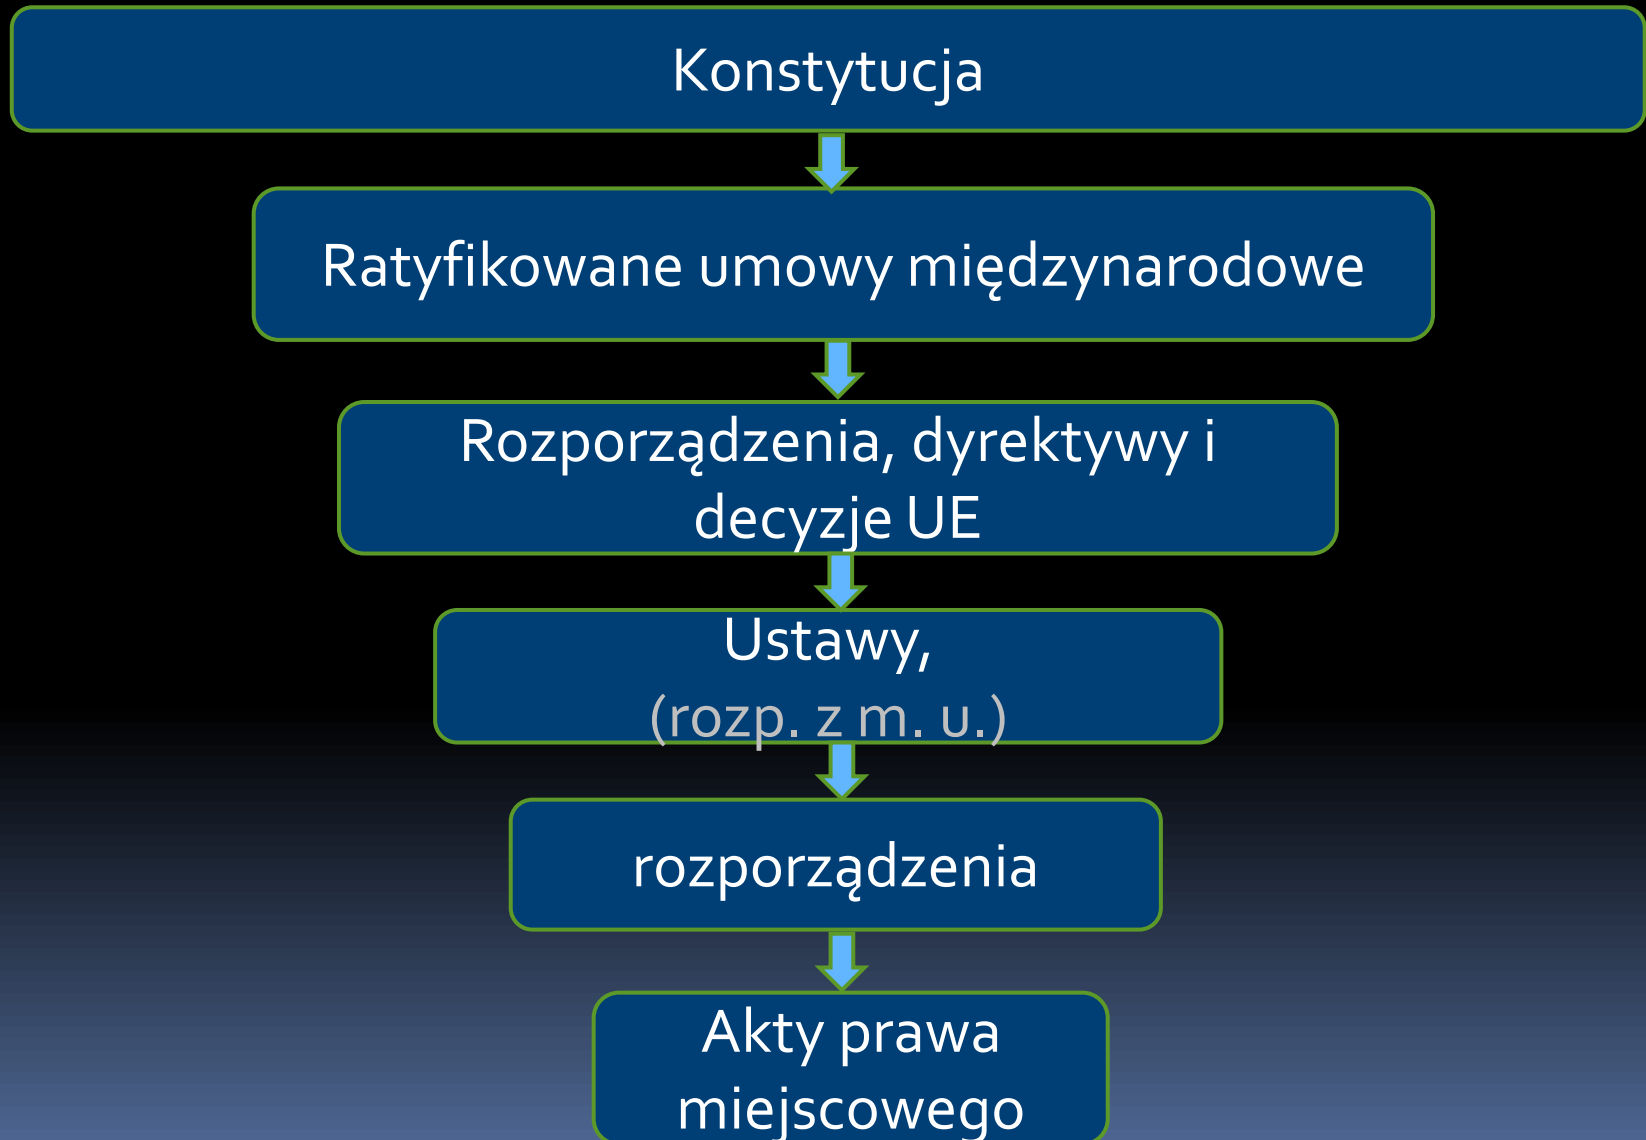 Konstytucja
Ratyfikowane umowy międzynarodowe
Rozporządzenia, dyrektywy i
decyzje UE
Ustawy,
(rozp. z m. u.)
rozporządzenia
Akty prawa
miejscowego